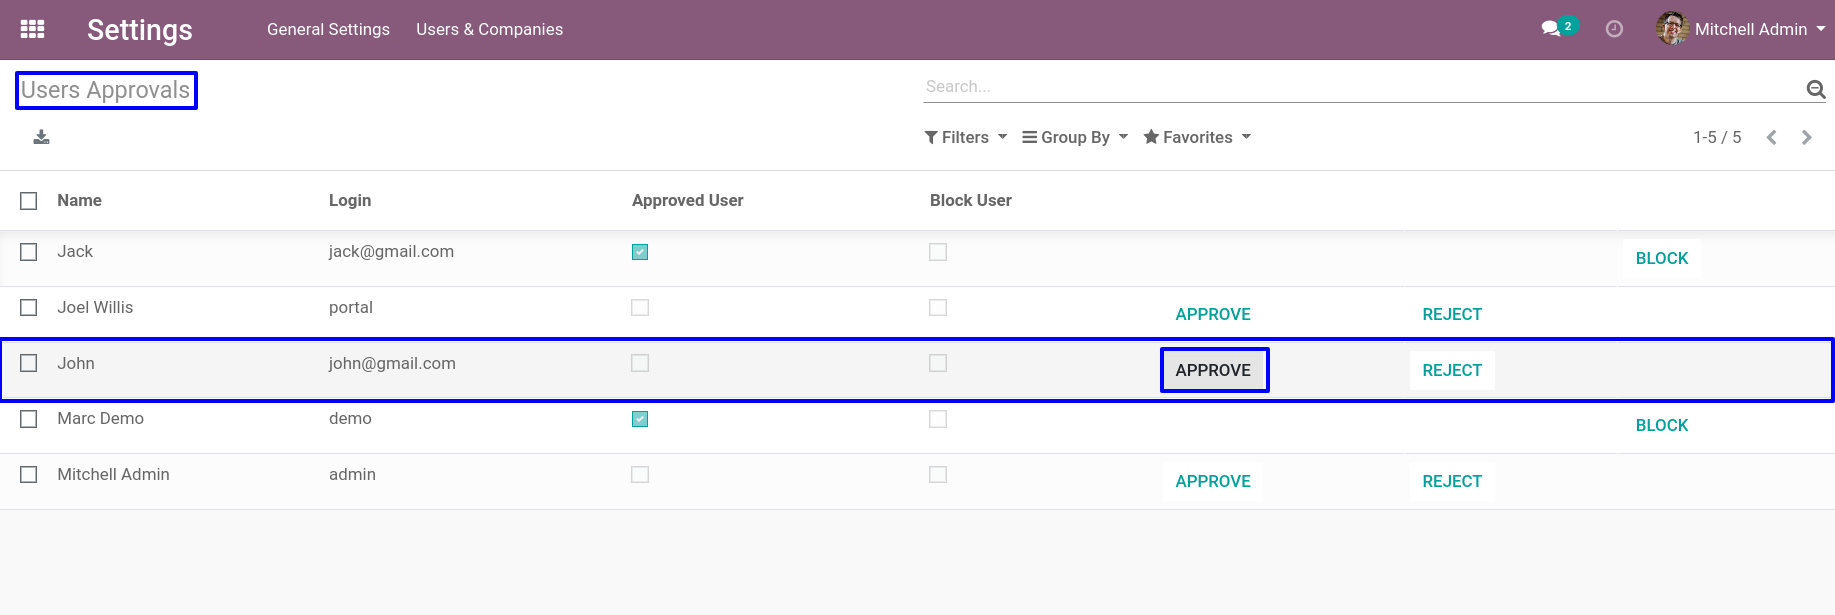 Settings General Settings Users & Companies 2 Mitchell Admin
Users Approvals Search...
Filters Group By Favorites 1-5 / 5
Name Login Approved User Block User
Jack jack@gmail.com BLOCK
Joel Willis portal APPROVE REJECT
John john@gmail.com APPROVE REJECT
Marc Demo demo BLOCK
Mitchell Admin admin APPROVE REJECT